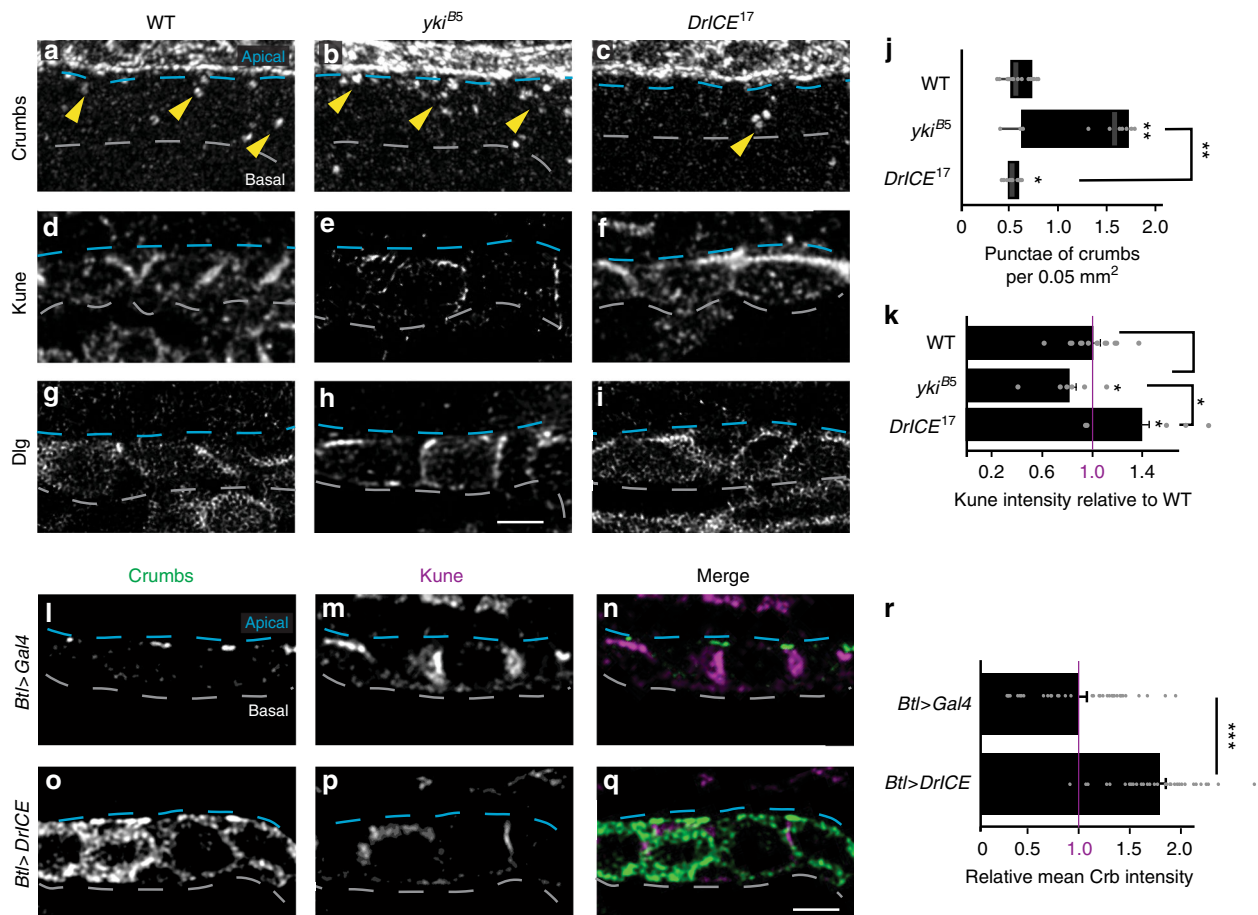 WT
yki^B5
DrICE^17
Crumbs
a
Apical
Basal
b
c
Kune
d
e
f
Dlg
g
h
i
j
WT
yki^B5
**
DrICE^17
*
**
0
0.5
1.0
1.5
2.0
Punctae of crumbs
per 0.05 mm^2
k
WT
yki^B5
*
DrICE^17
*
*
0.2
0.6
1.0
1.4
Kune intensity relative to WT
Crumbs
Kune
Merge
Btl>Gal4
l
Apical
Basal
m
n
Btl>DrICE
o
p
q
r
Btl>Gal4
Btl>DrICE
***
0
0.5
1.0
1.5
2.0
Relative mean Crb intensity